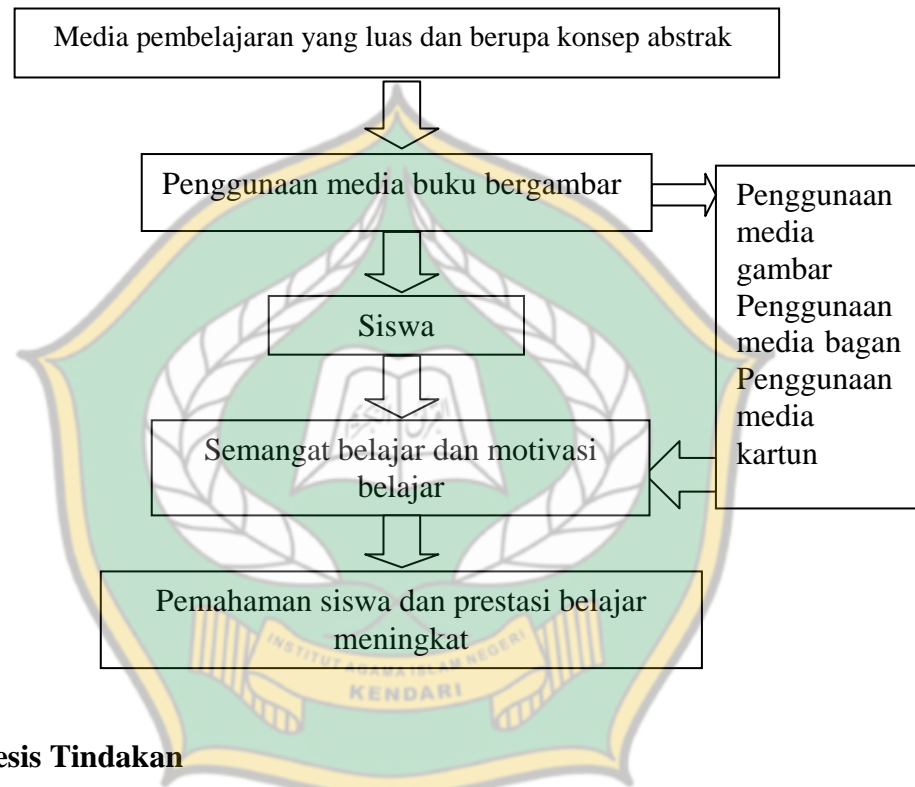 Media pembelajaran yang luas dan berupa konsep abstrak
Penggunaan media buku bergambar
Penggunaan
media
gambar
Penggunaan
media bagan
Penggunaan
media
kartun
Siswa
Semangat belajar dan motivasi
belajar
Pemahaman siswa dan prestasi belajar
meningkat
INSTITUT AGAMA ISLAM NEGERI
KENDARI
esis Tindakan